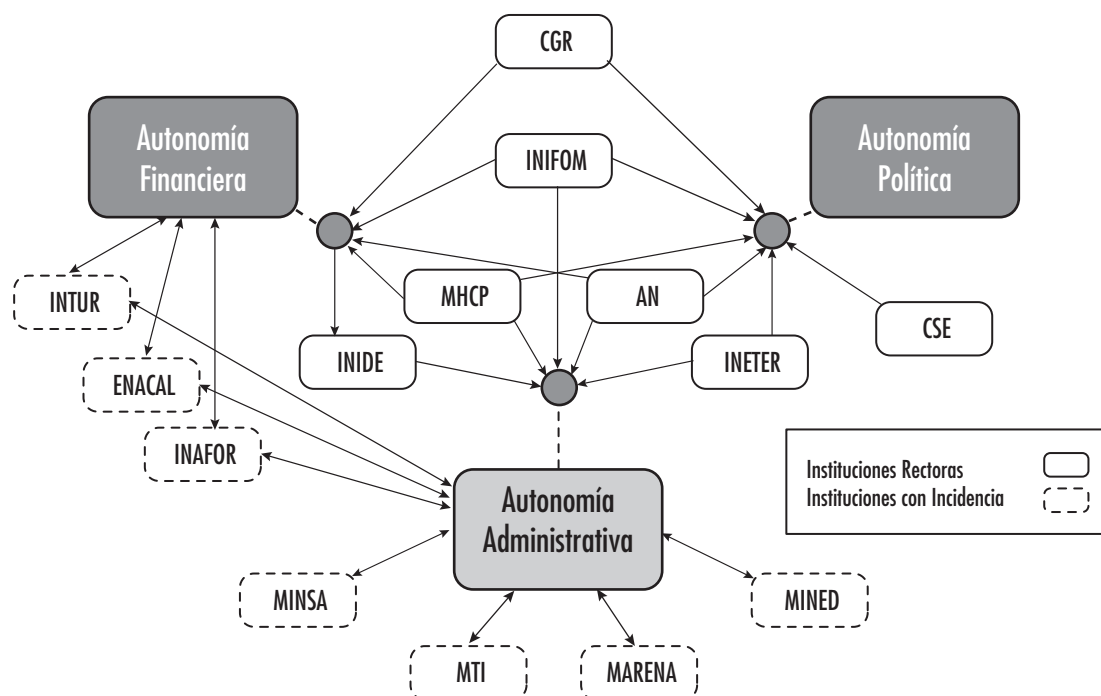 CGR
Autonomía
Financiera
INIFOM
Autonomía
Política
INTUR
MHCP
AN
CSE
INIDE
INETER
ENACAL
INAFOR
Instituciones Rectoras
Instituciones con Incidencia
Autonomía
Administrativa
MINSA
MINED
MTI
MARENA